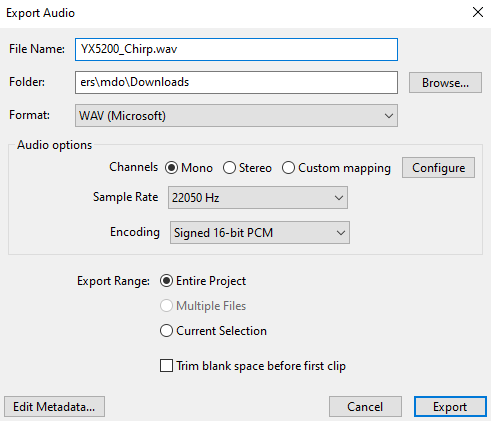 Export Audio
File Name: YX5200_Chirp.wav
Folder: ers\mdo\Downloads Browse...
Format: WAV (Microsoft)
Audio options
Channels Mono Stereo Custom mapping Configure
Sample Rate 22050 Hz
Encoding Signed 16-bit PCM
Export Range: Entire Project
Multiple Files
Current Selection
Trim blank space before first clip
Edit Metadata... Cancel Export